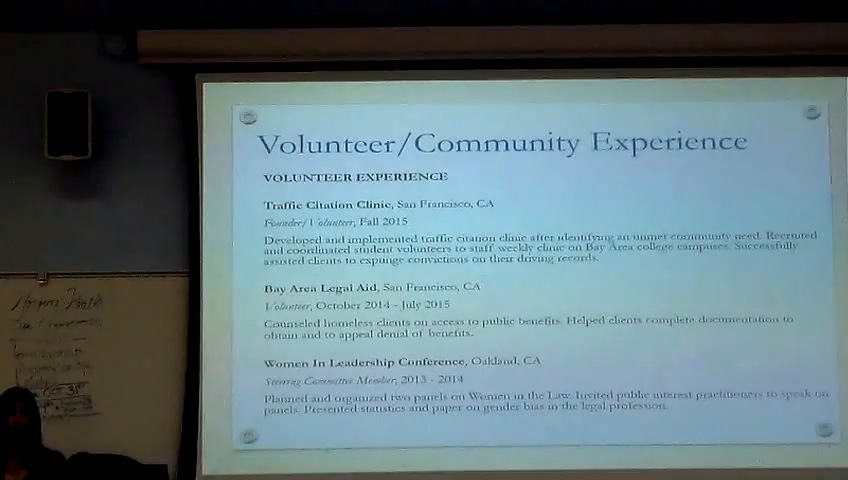 Volunteer/Community Experience
VOLUNTEER EXPERIENCE
Traffic Citation Clinic, San Francisco, CA
Founder/Volunteer, Fall 2015
Developed and implemented traffic citation clinic after identifying an unmet community need. Recruited
and coordinated student volunteers to staff weekly clinic on Bay Area college campuses. Successfully
assisted clients to expunge convictions on their driving records.
Bay Area Legal Aid, San Francisco, CA
Volunteer, October 2014 - July 2015
Counseled homeless clients on access to public benefits. Helped clients complete documentation to
obtain and to appeal denial of benefits.
Women In Leadership Conference, Oakland, CA
Steering Committee Member, 2013 - 2014
Planned and organized two panels on Women in the Law. Invited public interest practitioners to speak on
panels. Presented statistics and paper on gender bias in the legal profession.